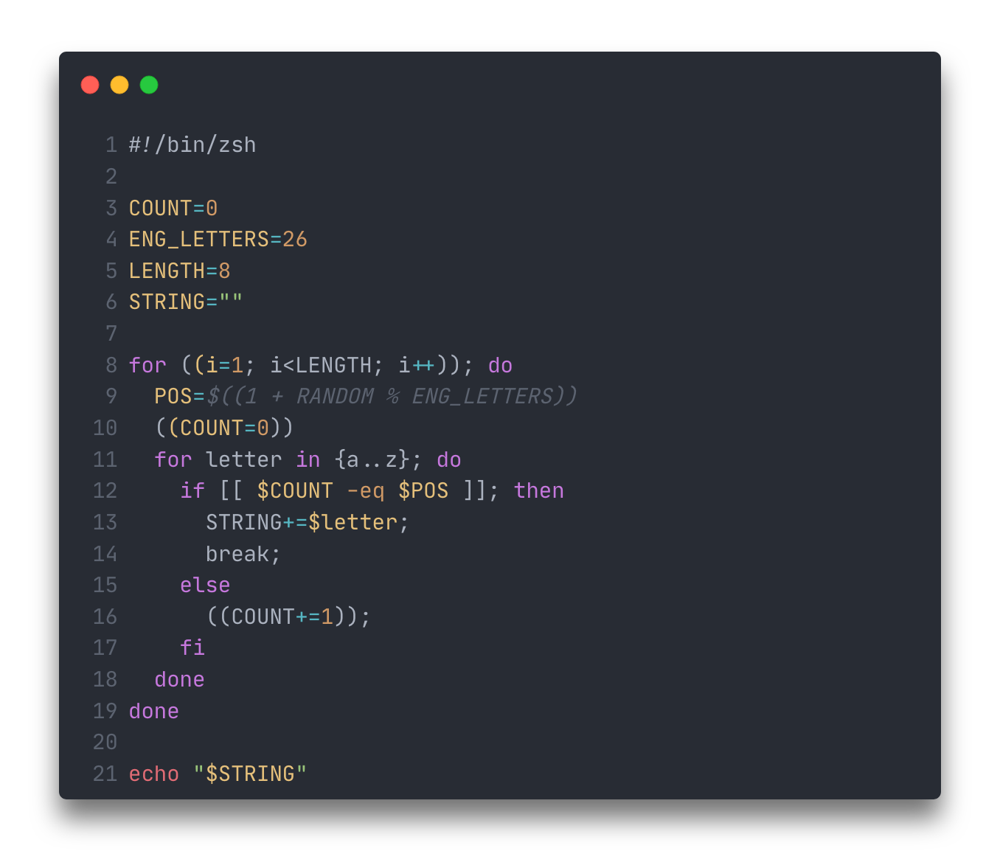 1 #!/bin/zsh
2
3 COUNT=0
4 ENG_LETTERS=26
5 LENGTH=8
6 STRING=""
7
8 for ((i=1; i<LENGTH; i++)); do
9   POS=$((1 + RANDOM % ENG_LETTERS))
10   ((COUNT=0))
11   for letter in {a..z}; do
12     if [[ $COUNT -eq $POS ]]; then
13       STRING+=$letter;
14       break;
15     else
16       ((COUNT+=1));
17     fi
18   done
19 done
20
21 echo "$STRING"